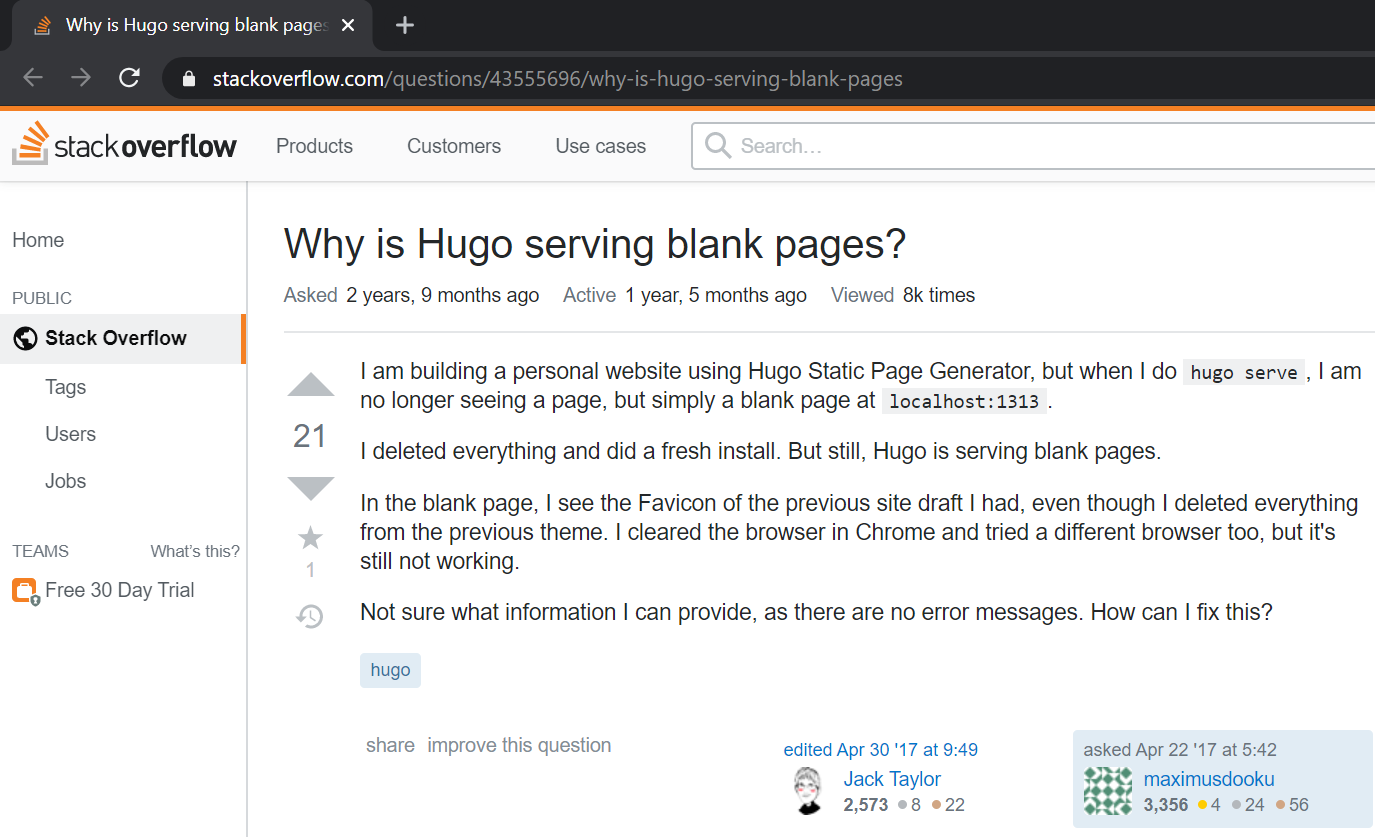 Why is Hugo serving blank pages
stackoverflow.com/questions/43555696/why-is-hugo-serving-blank-pages
stackoverflow Products Customers Use cases Search…
Home
PUBLIC
Stack Overflow
Tags
Users
Jobs
TEAMS What's this?
Free 30 Day Trial
Why is Hugo serving blank pages?
Asked 2 years, 9 months ago Active 1 year, 5 months ago Viewed 8k times
21
1
I am building a personal website using Hugo Static Page Generator, but when I do hugo serve , I am
no longer seeing a page, but simply a blank page at localhost:1313 .
I deleted everything and did a fresh install. But still, Hugo is serving blank pages.
In the blank page, I see the Favicon of the previous site draft I had, even though I deleted everything
from the previous theme. I cleared the browser in Chrome and tried a different browser too, but it's
still not working.
Not sure what information I can provide, as there are no error messages. How can I fix this?
hugo
share improve this question
edited Apr 30 '17 at 9:49
Jack Taylor
2,573 8 22
asked Apr 22 '17 at 5:42
maximusdooku
3,356 4 24 56